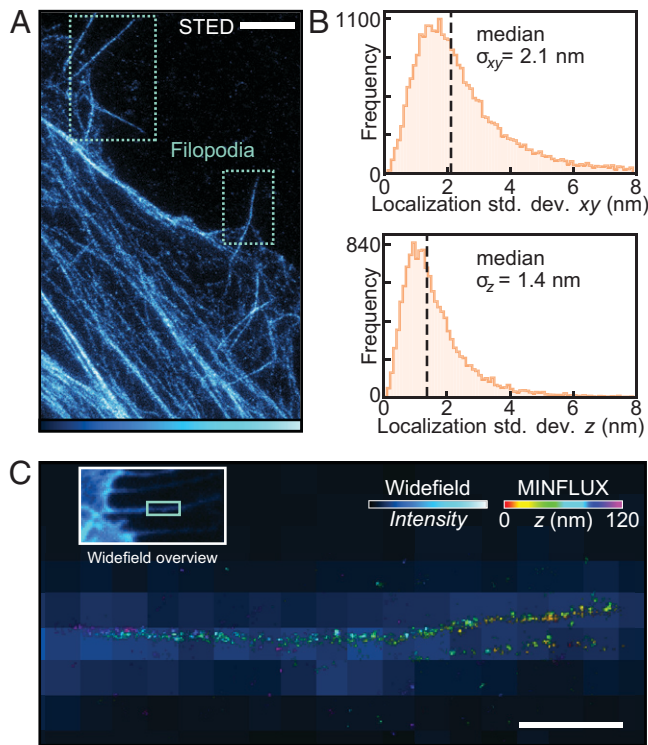 A
STED
Filopodia
B
1100
Frequency
0
median
σxy = 2.1 nm
0 2 4 6 8
Localization std. dev. xy (nm)
840
Frequency
0
median
σz = 1.4 nm
0 2 4 6 8
Localization std. dev. z (nm)
C
Widefield overview
Widefield
Intensity
MINFLUX
0 z (nm) 120